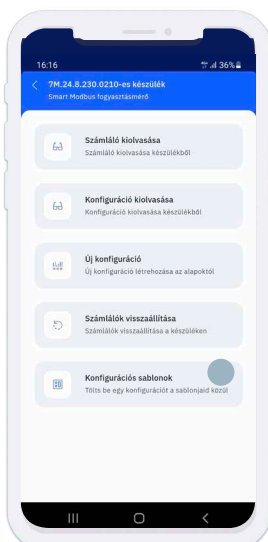 16:16
36%
7M.24.8.230.0210-es készülék
Smart Modbus fogyasztásmérő
Számláló kiolvasása
Számláló kiolvasása készülékből
Konfiguráció kiolvasása
Konfiguráció kiolvasása készülékből
Új konfiguráció
Új konfiguráció létrehozása az alapoktól
Számlálók visszaállítása
Számlálók visszaállítása a készüléken
Konfigurációs sablonok
Tölts be egy konfigurációt a sablonjaid közül